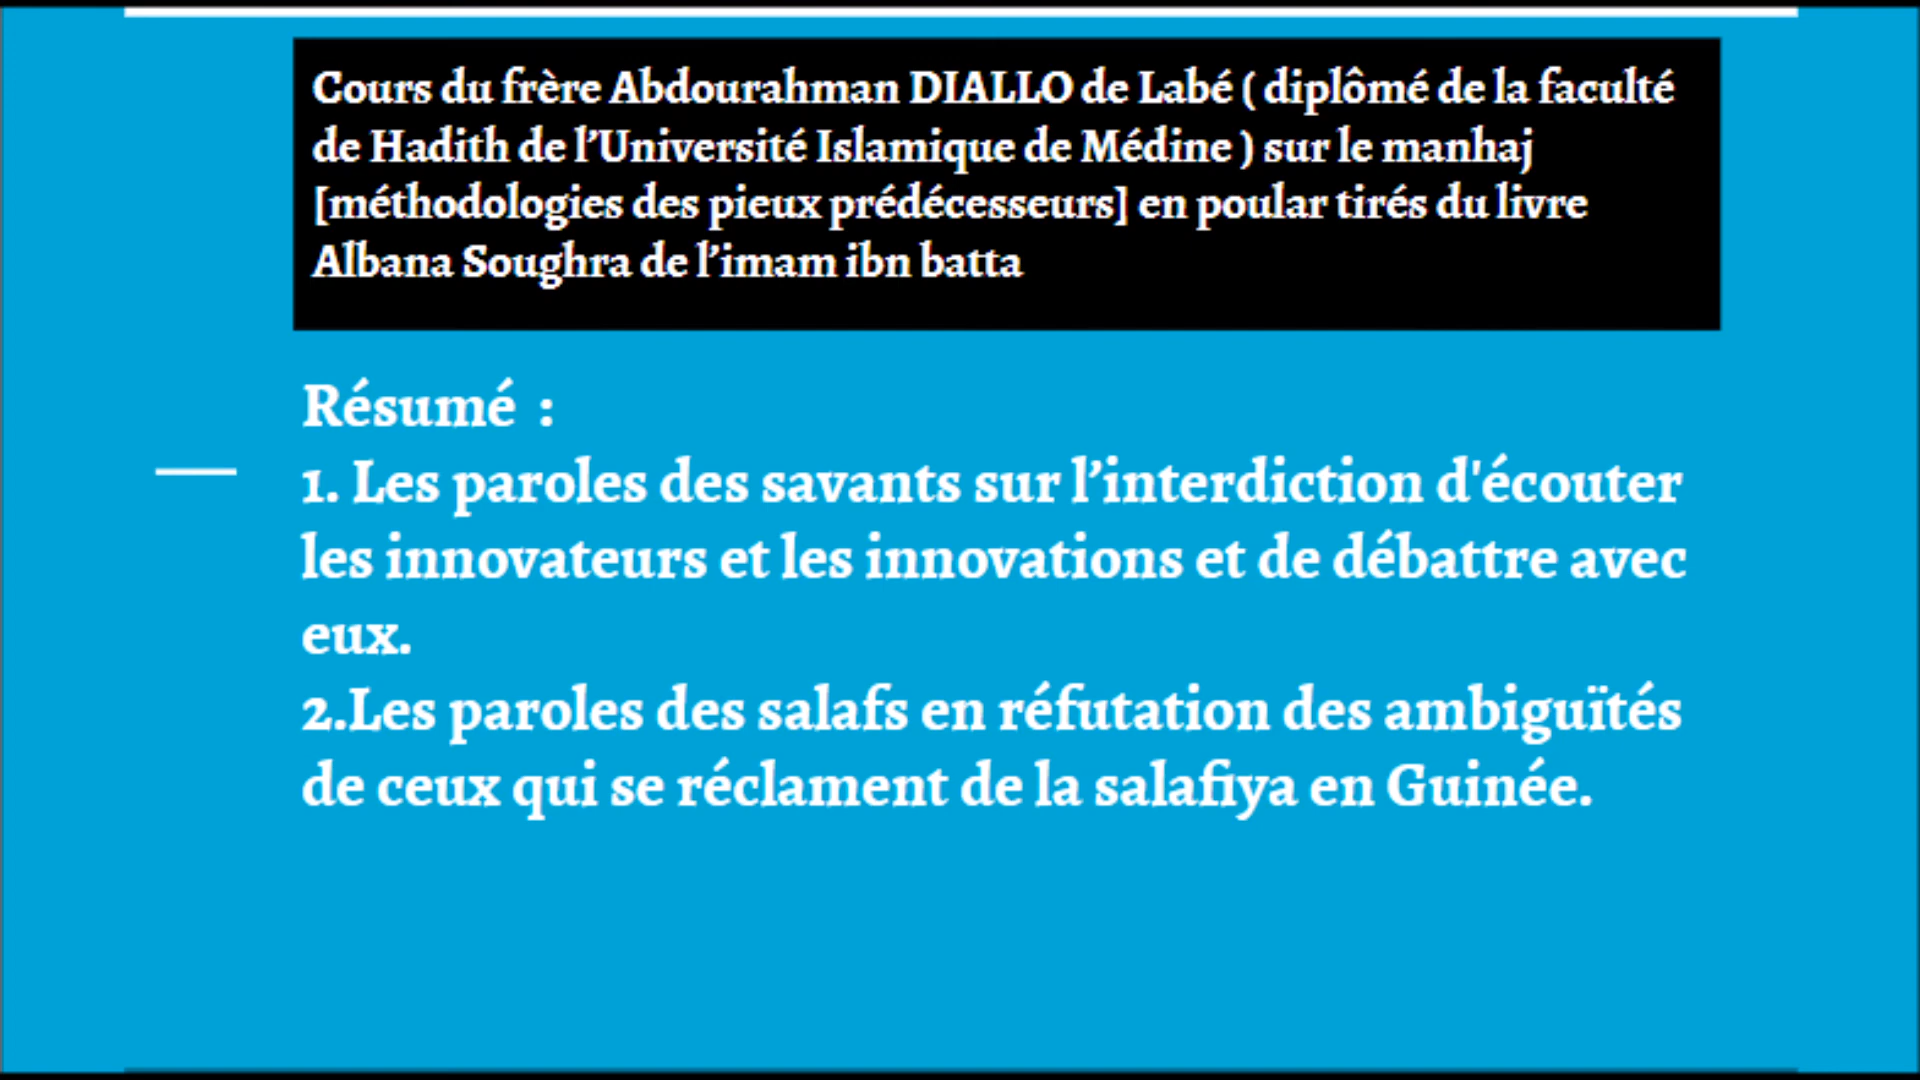 Cours du frère Abdourahman DIALLO de Labé ( diplômé de la faculté
de Hadith de l’Université Islamique de Médine ) sur le manhaj
[méthodologies des pieux prédécesseurs] en poular tirés du livre
Albana Soughra de l’imam ibn batta
Résumé :
1. Les paroles des savants sur l’interdiction d'écouter
les innovateurs et les innovations et de débattre avec
eux.
2.Les paroles des salafs en réfutation des ambiguïtés
de ceux qui se réclament de la salafiya en Guinée.